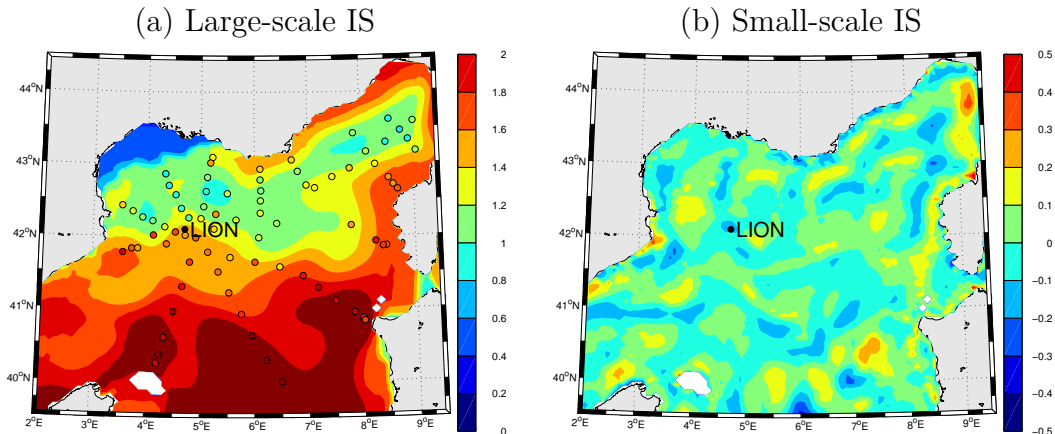 (a) Large-scale IS
(b) Small-scale IS
44°N
43°N
42°N
41°N
40°N
2°E 3°E 4°E 5°E 6°E 7°E 8°E 9°E
LION
2
1.8
1.6
1.4
1.2
1
0.8
0.6
0.4
0.2
0
44°N
43°N
42°N
41°N
40°N
2°E 3°E 4°E 5°E 6°E 7°E 8°E 9°E
LION
0.5
0.4
0.3
0.2
0.1
0
−0.1
−0.2
−0.3
−0.4
−0.5